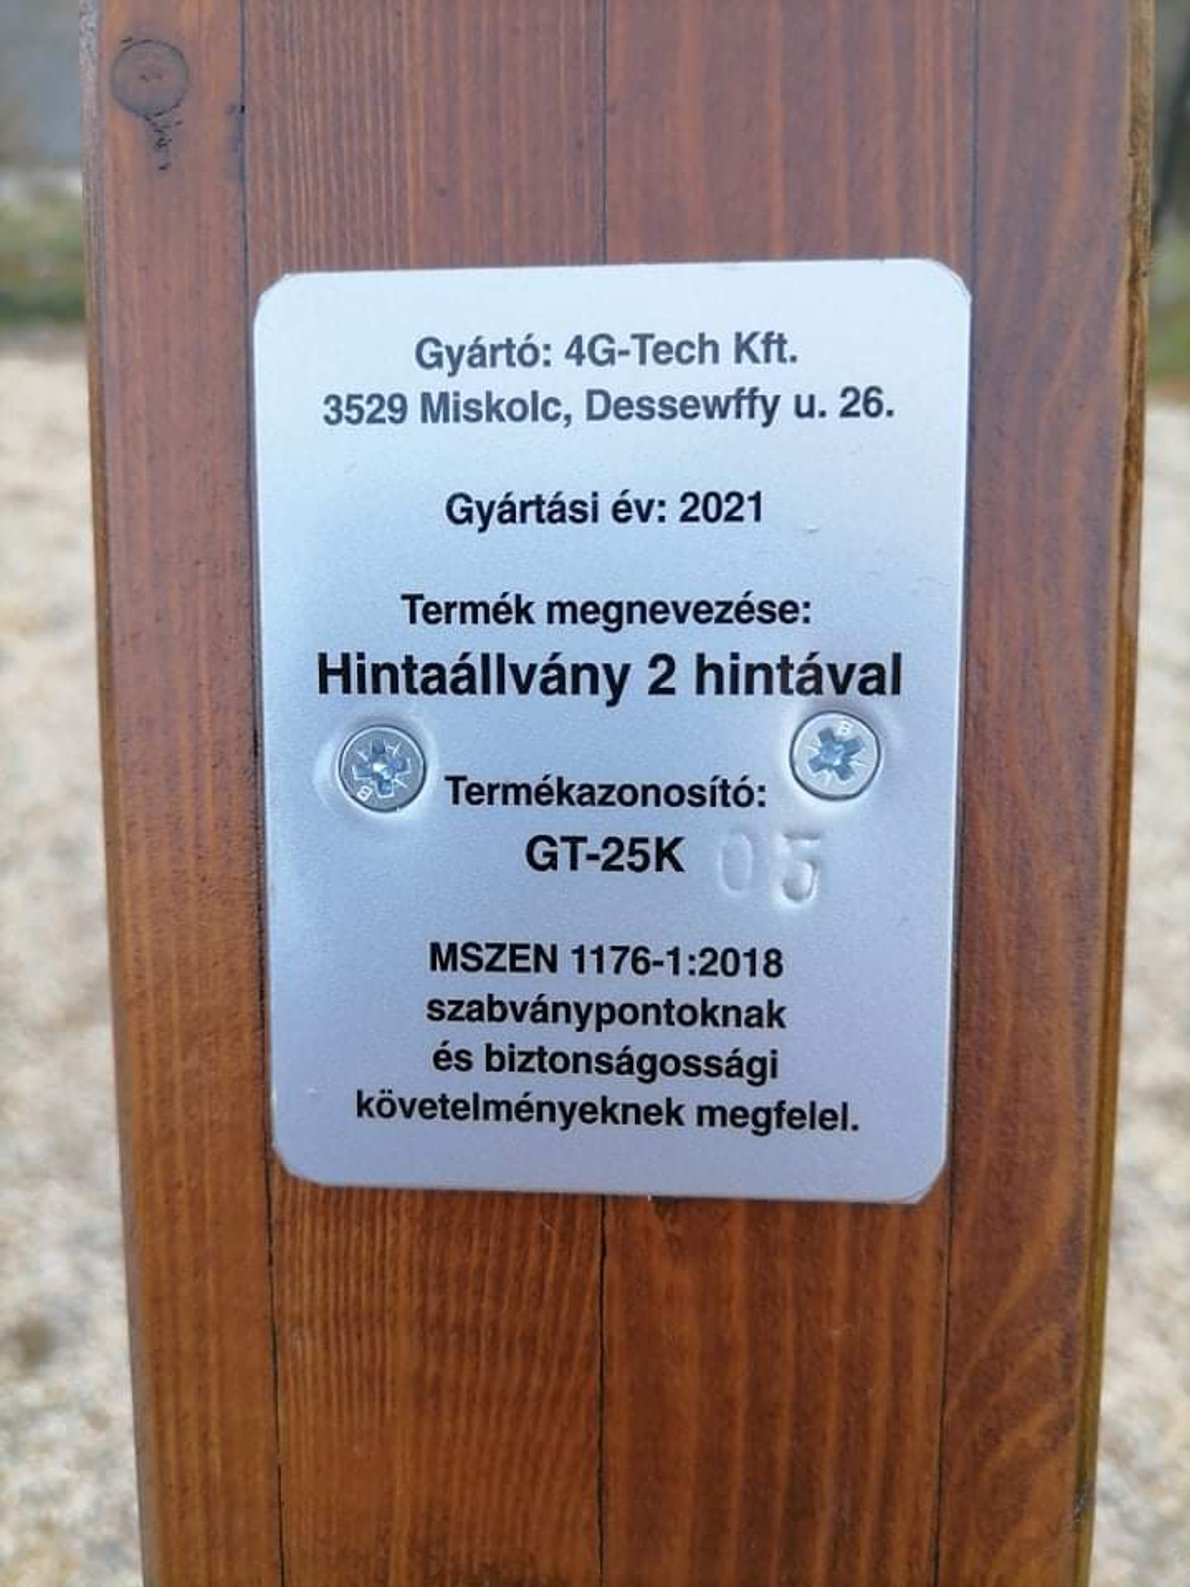 Gyártó: 4G-Tech Kft.
3529 Miskolc, Dessewffy u. 26.
Gyártási év: 2021
Termék megnevezése:
Hintaállvány 2 hintával
Termékazonosító:
GT-25K 05
MSZEN 1176-1:2018
szabványpontoknak
és biztonságossági
követelményeknek megfelel.